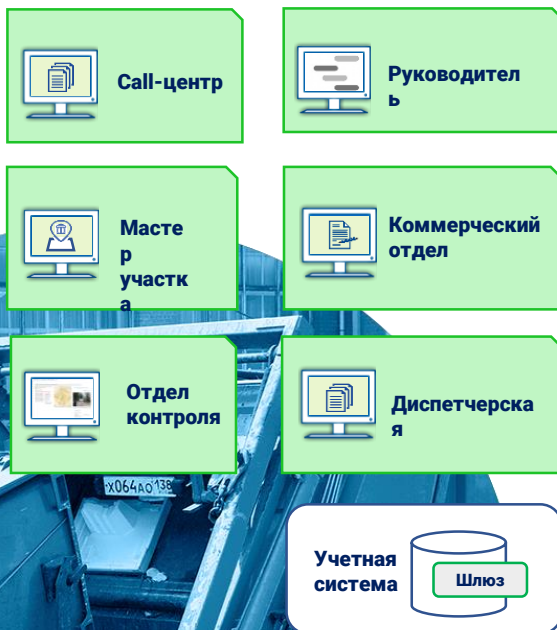 Call-центр
Руководител
ь
Масте
р
участк
а
Коммерческий
отдел
Отдел
контроля
Диспетчерска
я
Х064АО138
Учетная
система
Шлюз